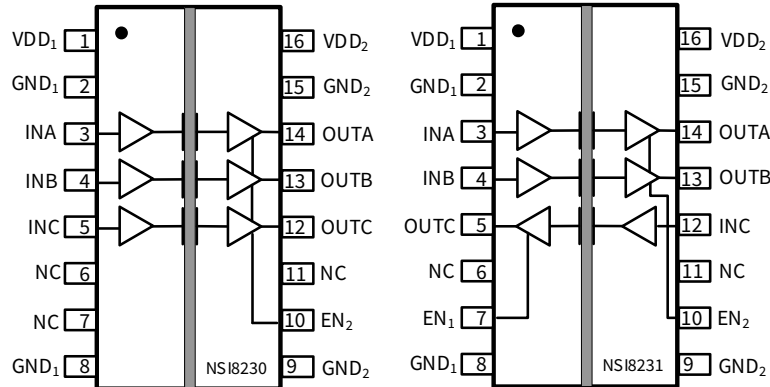 VDD₁ 1 16 VDD₂
GND₁ 2 15 GND₂
INA 3 14 OUTA
INB 4 13 OUTB
INC 5 12 OUTC
NC 6 11 NC
NC 7 10 EN₂
GND₁ 8 NSI8230 9 GND₂
VDD₁ 1 16 VDD₂
GND₁ 2 15 GND₂
INA 3 14 OUTA
INB 4 13 OUTB
OUTC 5 12 INC
NC 6 11 NC
EN₁ 7 10 EN₂
GND₁ 8 NSI8231 9 GND₂